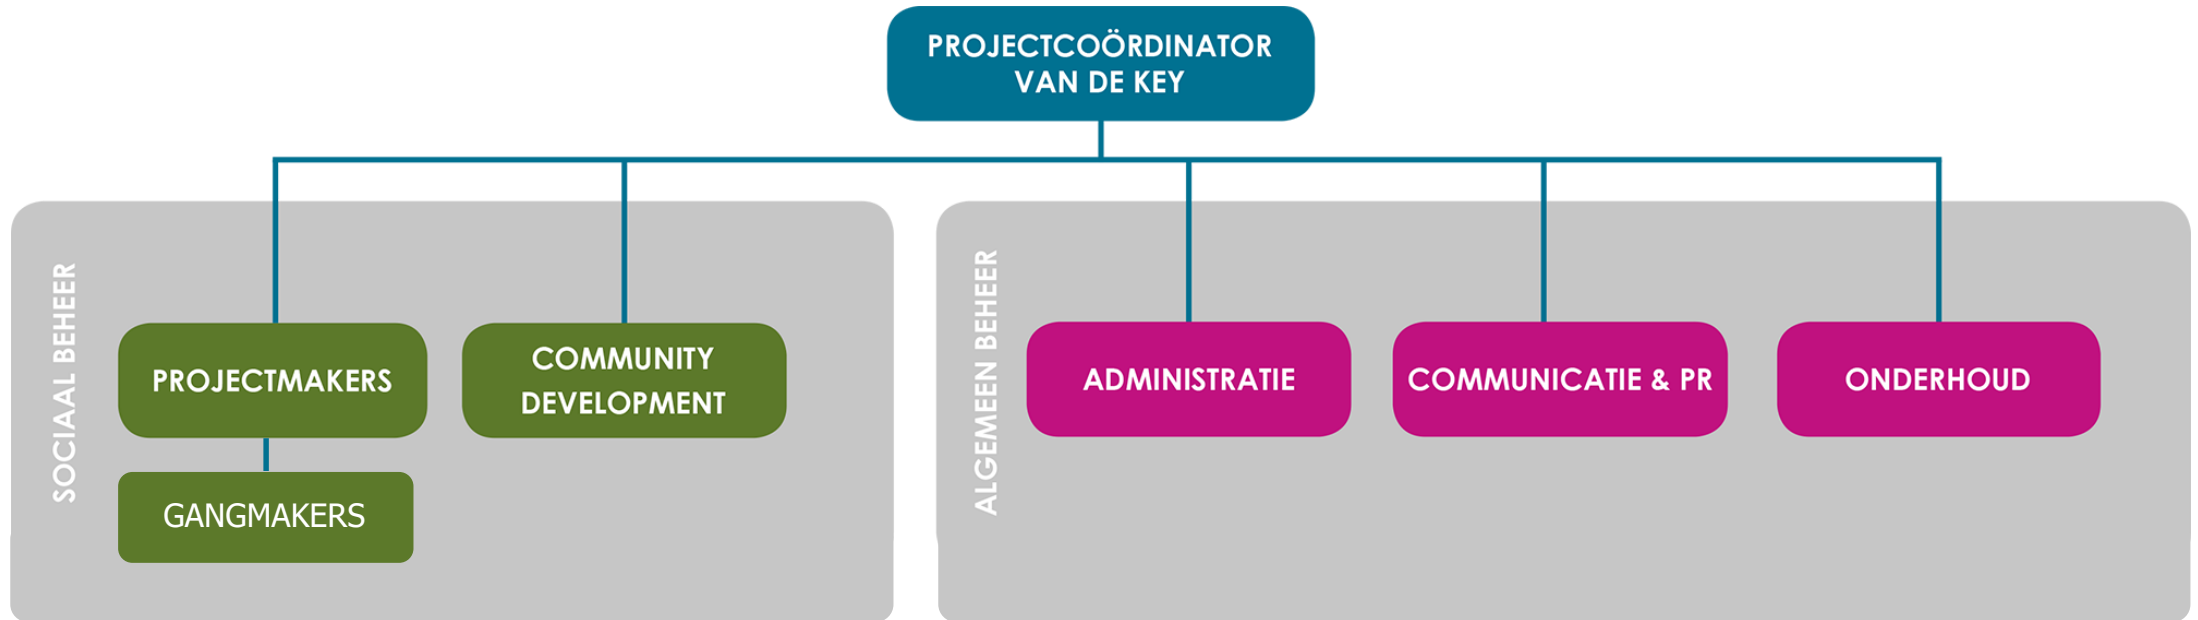 PROJECTCOÖRDINATOR
VAN DE KEY
SOCIAAL BEHEER
PROJECTMAKERS
COMMUNITY
DEVELOPMENT
GANGMAKERS
ALGEMEEN BEHEER
ADMINISTRATIE
COMMUNICATIE & PR
ONDERHOUD